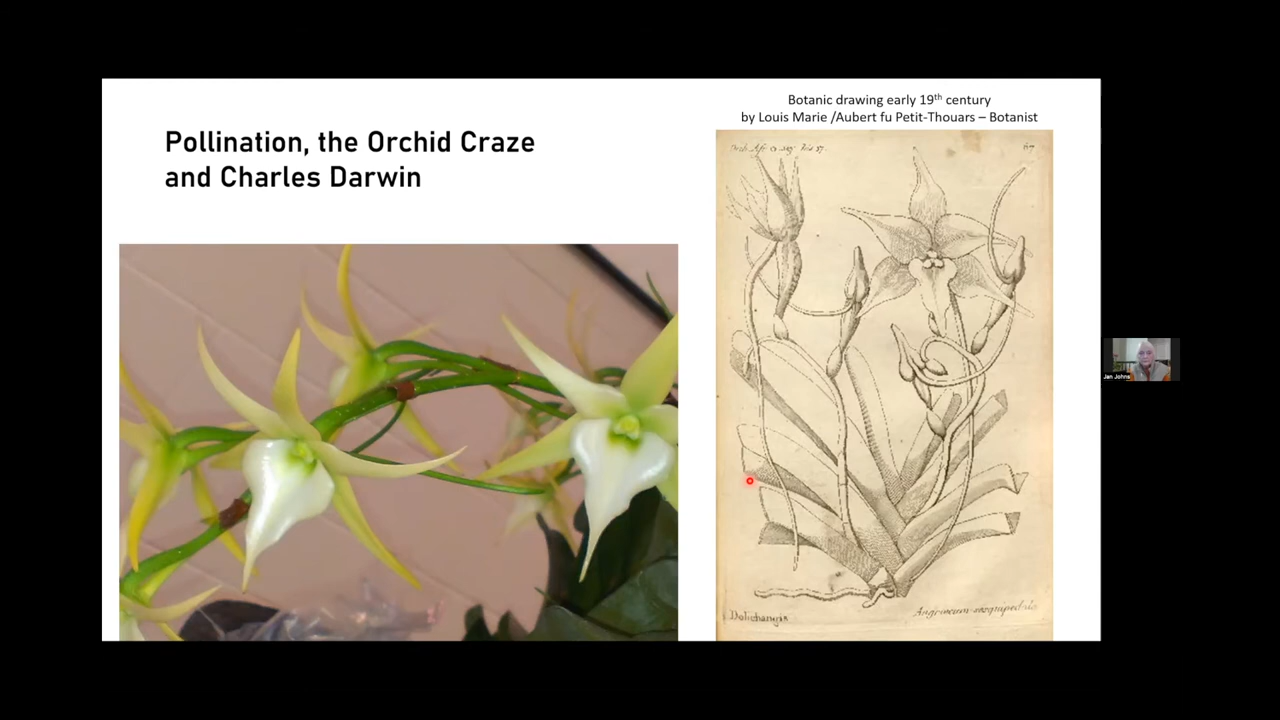 Botanic drawing early 19th century
by Louis Marie /Aubert fu Petit-Thouars – Botanist
Pollination, the Orchid Craze
and Charles Darwin
67
Dolichangis
Angraecum sesquipedale
Jan Johns